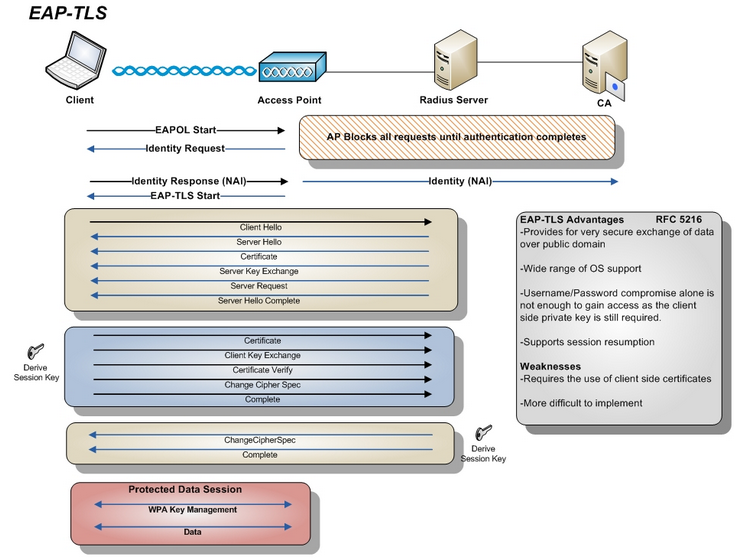 EAP-TLS
Client
Access Point
Radius Server
CA
EAPOL Start
AP Blocks all requests until authentication completes
Identity Request
Identity Response (NAI)
Identity (NAI)
EAP-TLS Start
Client Hello
Server Hello
Certificate
Server Key Exchange
Server Request
Server Hello Complete
EAP-TLS Advantages RFC 5216
-Provides for very secure exchange of data
over public domain
-Wide range of OS support
-Username/Password compromise alone is
not enough to gain access as the client
side private key is still required.
-Supports session resumption
Weaknesses
-Requires the use of client side certificates
-More difficult to implement
Derive
Session Key
Certificate
Client Key Exchange
Certificate Verify
Change Cipher Spec
Complete
ChangeCipherSpec
Complete
Derive
Session Key
Protected Data Session
WPA Key Management
Data